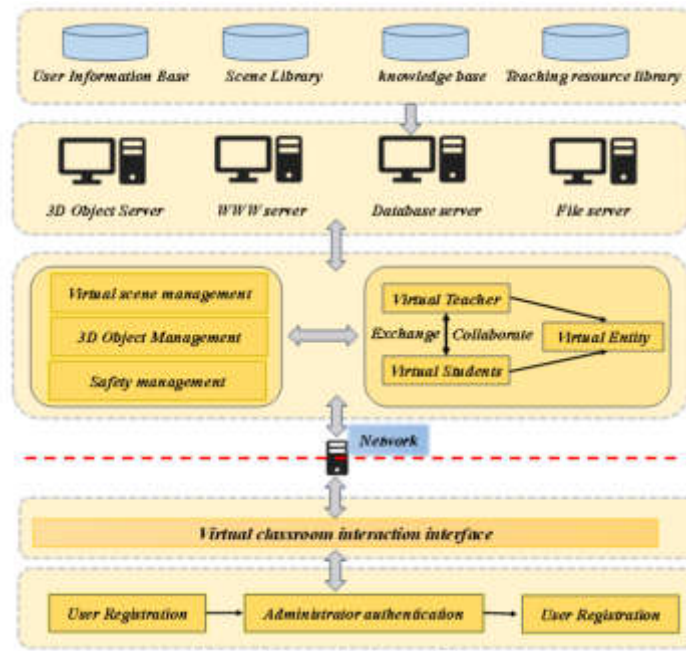 User Information Base
Scene Library
knowledge base
Teaching resource library
3D Object Server
WWW server
Database server
File server
Virtual scene management
3D Object Management
Safety management
Virtual Teacher
Exchange
Collaborate
Virtual Entity
Virtual Students
Network
Virtual classroom interaction interface
User Registration
Administrator authentication
User Registration